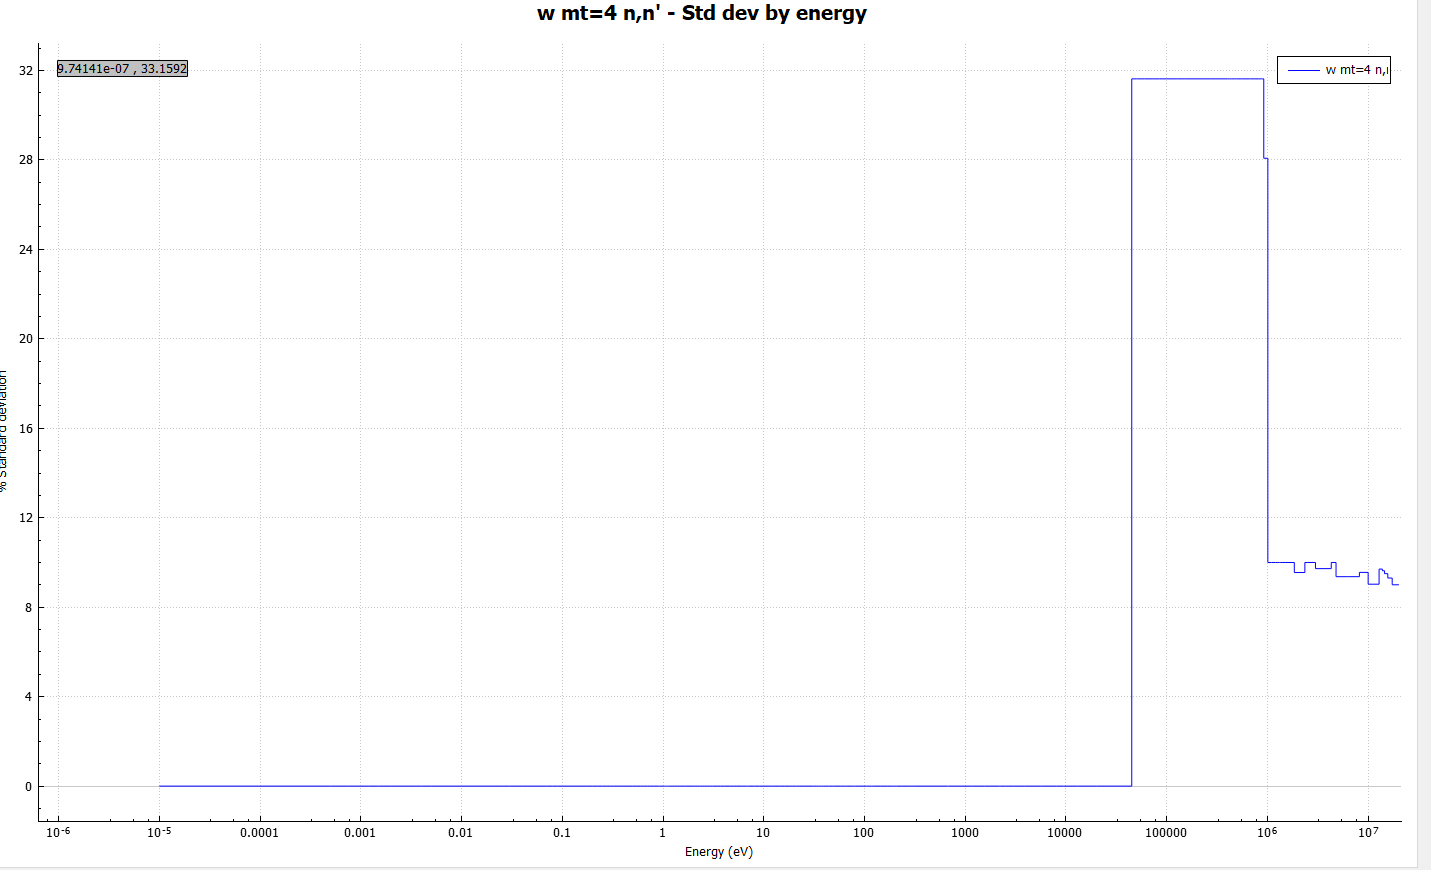 w mt=4 n,n' - Std dev by energy
9.74141e-07 , 33.1592
w mt=4 n,
32
28
24
20
16
12
8
4
0
% Standard deviation
10-6 10-5 0.0001 0.001 0.01 0.1 1 10 100 1000 10000 100000 106 107
Energy (eV)